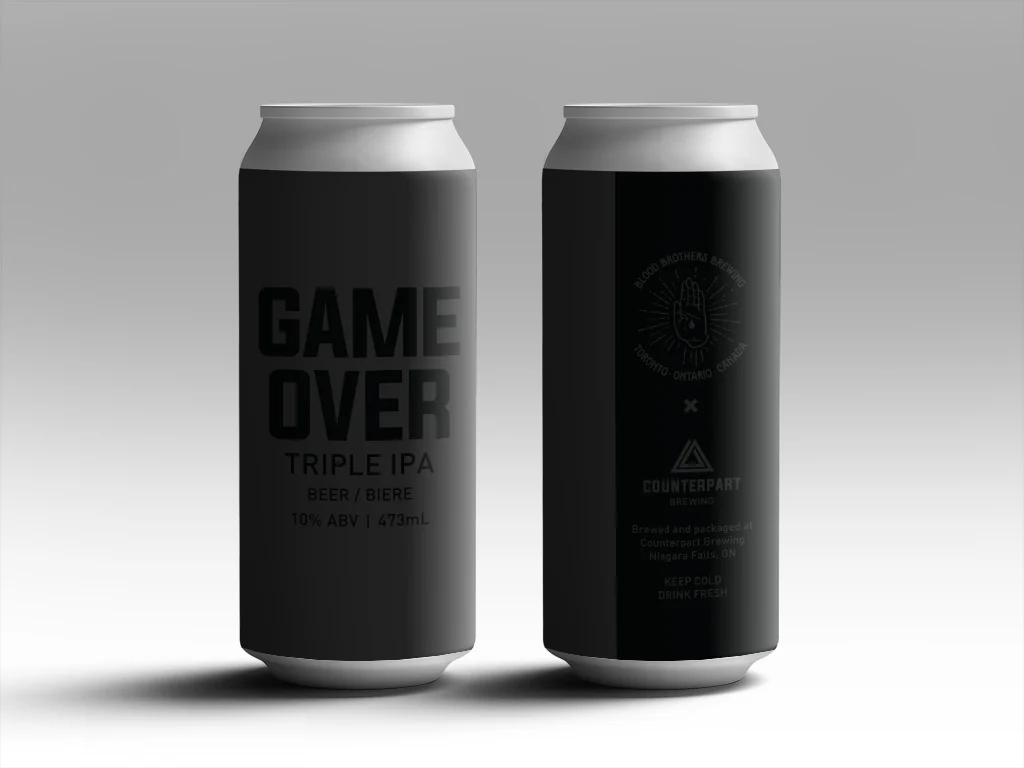 GAME
OVER
TRIPLE IPA
BEER / BIERE
10% ABV | 473mL
BLOOD BROTHERS BREWING
TORONTO · ONTARIO · CANADA
×
COUNTERPART
BREWING
Brewed and packaged at
Counterpart Brewing
Niagara Falls, ON
KEEP COLD
DRINK FRESH